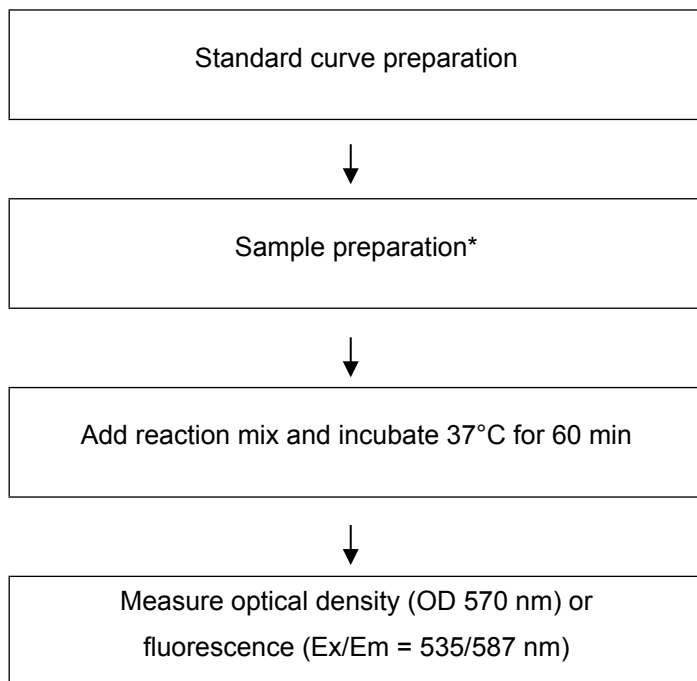 Standard curve preparation
Sample preparation*
Add reaction mix and incubate 37°C for 60 min
Measure optical density (OD 570 nm) or
fluorescence (Ex/Em = 535/587 nm)